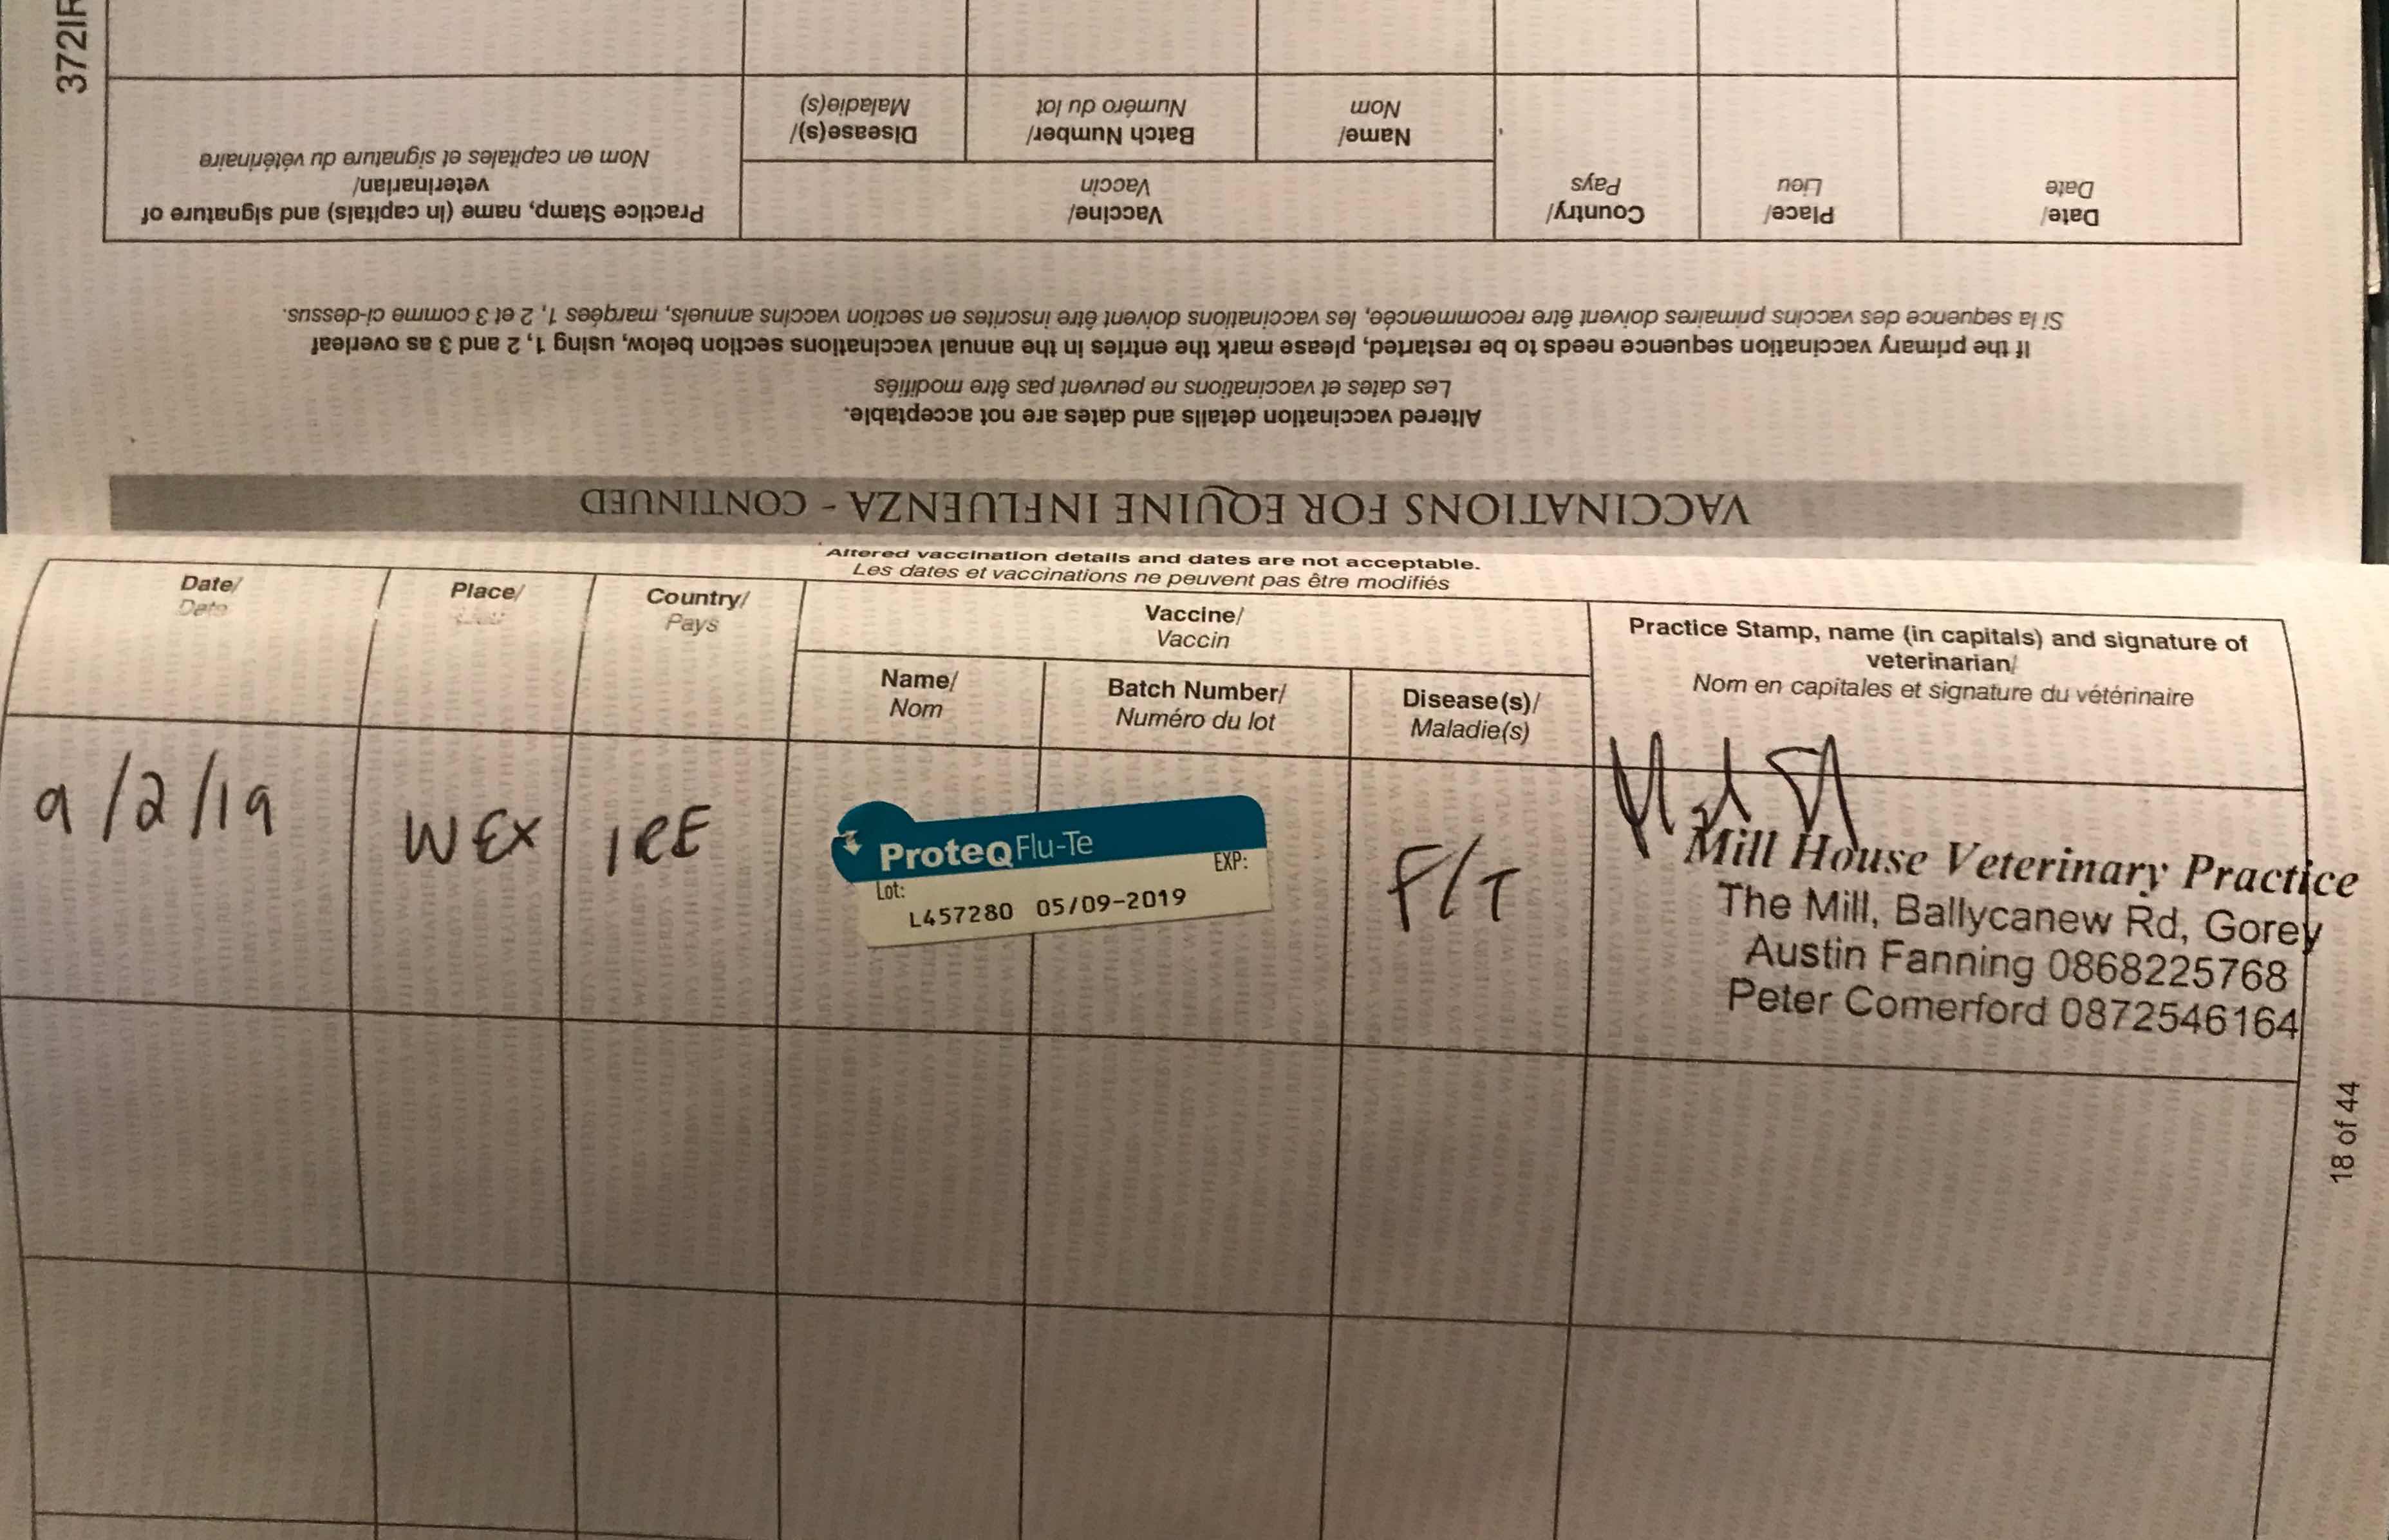 372IR
VACCINATIONS FOR EQUINE INFLUENZA - CONTINUED
Altered vaccination details and dates are not acceptable.
Les dates et vaccinations ne peuvent pas être modifiés
If the primary vaccination sequence needs to be restarted, please mark the entries in the annual vaccinations section below, using 1, 2 and 3 as overleaf
Si la sequence des vaccins primaires doivent être recommencée, les vaccinations doivent être inscrites en section vaccins annuels, marqées 1, 2 et 3 comme ci-dessus.
Date/
Date
Place/
Lieu
Country/
Pays
Vaccine/
Vaccin
Name/
Nom
Batch Number/
Numéro du lot
Disease(s)/
Maladie(s)
Practice Stamp, name (in capitals) and signature of
veterinarian/
Nom en capitales et signature du vétérinaire
Altered vaccination details and dates are not acceptable.
Les dates et vaccinations ne peuvent pas être modifiés
Date/
Date
Place/
Country/
Pays
Vaccine/
Vaccin
Name/
Nom
Batch Number/
Numéro du lot
Disease(s)/
Maladie(s)
Practice Stamp, name (in capitals) and signature of
veterinarian/
Nom en capitales et signature du vétérinaire
9/2/19
WEX
IRE
ProteqFlu-Te
Lot:
EXP:
L457280 05/09-2019
F/T
Mill House Veterinary Practice
The Mill, Ballycanew Rd, Gorey
Austin Fanning 0868225768
Peter Comerford 0872546164
18 of 44